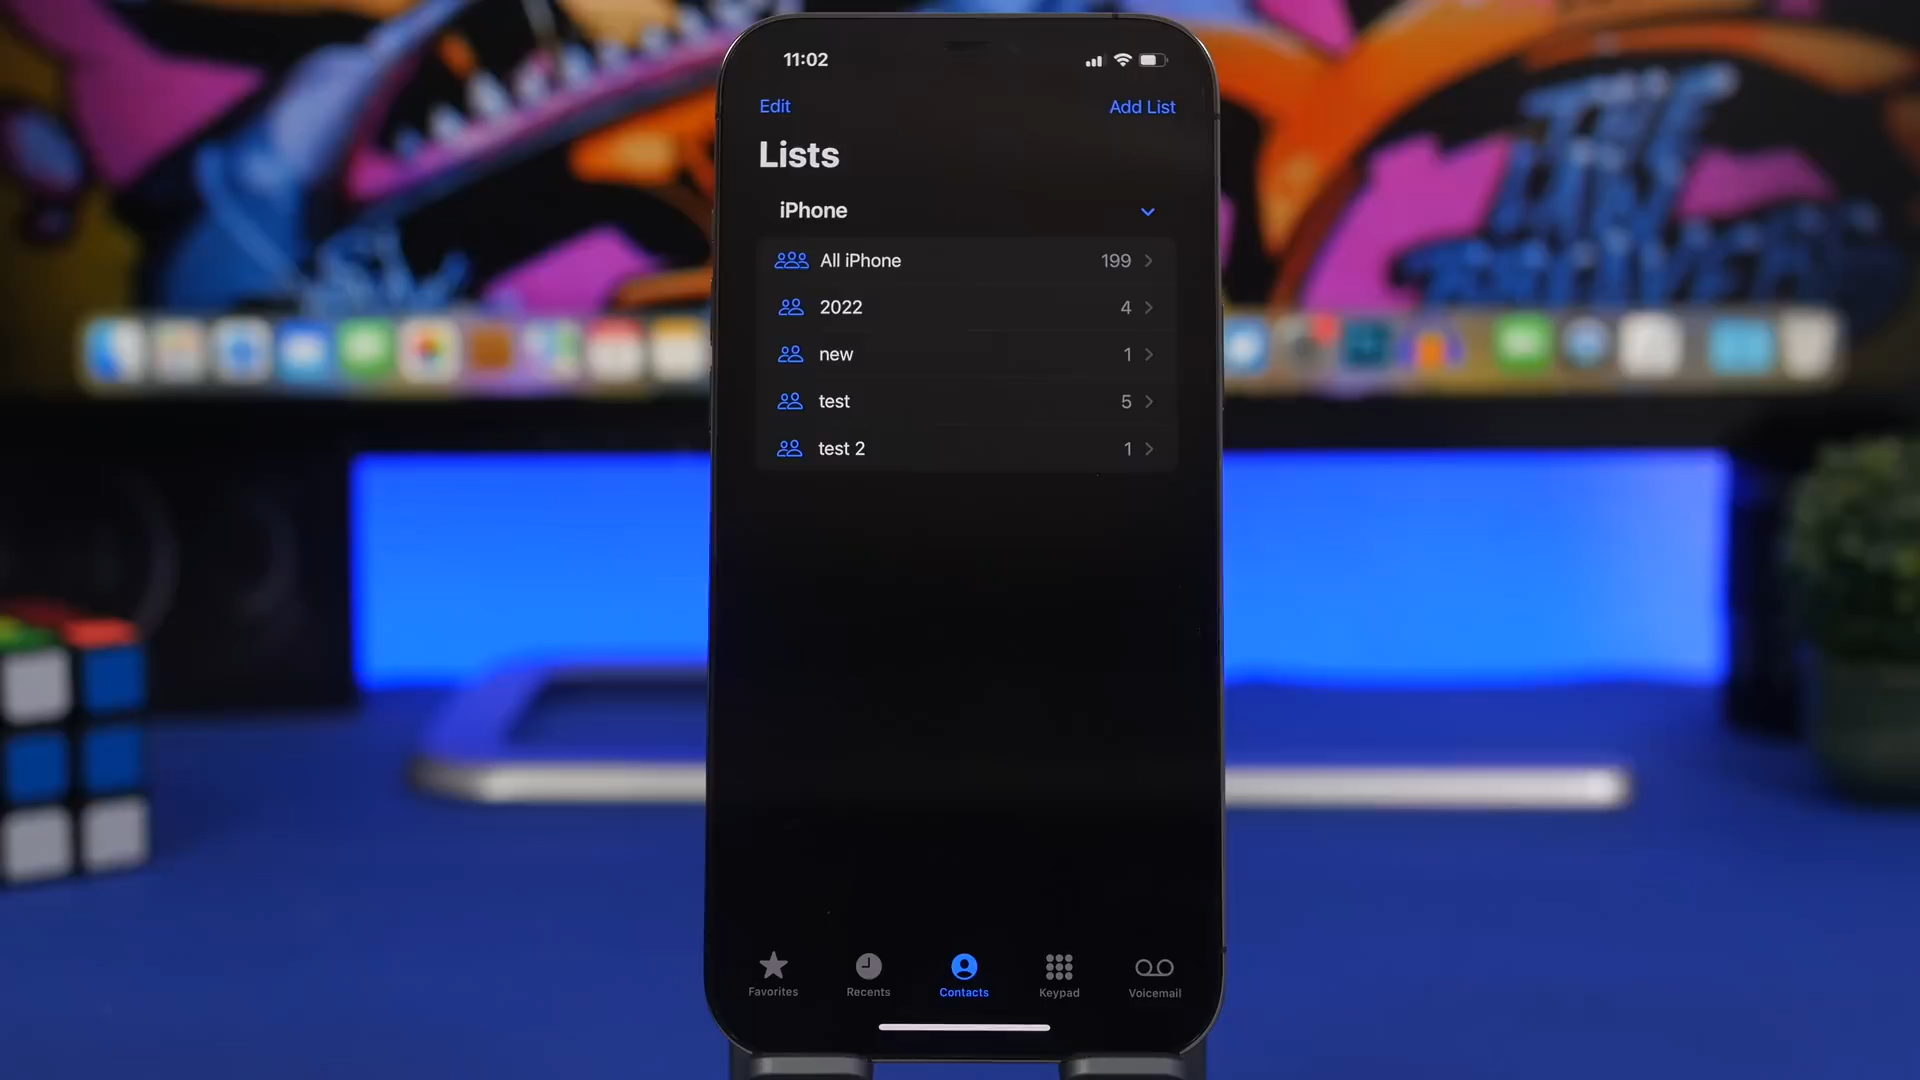 11:02
Edit
Add List
Lists
iPhone
All iPhone 199
2022 4
new 1
test 5
test 2 1
Favorites
Recents
Contacts
Keypad
Voicemail
THE